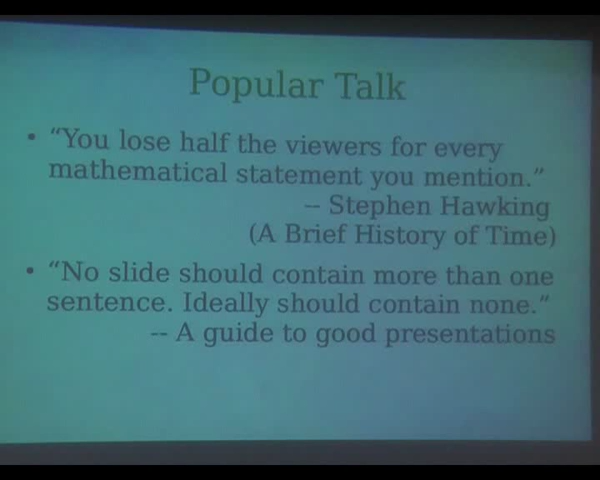 Popular Talk
• “You lose half the viewers for every
mathematical statement you mention.”
-- Stephen Hawking
(A Brief History of Time)
• “No slide should contain more than one
sentence. Ideally should contain none.”
-- A guide to good presentations